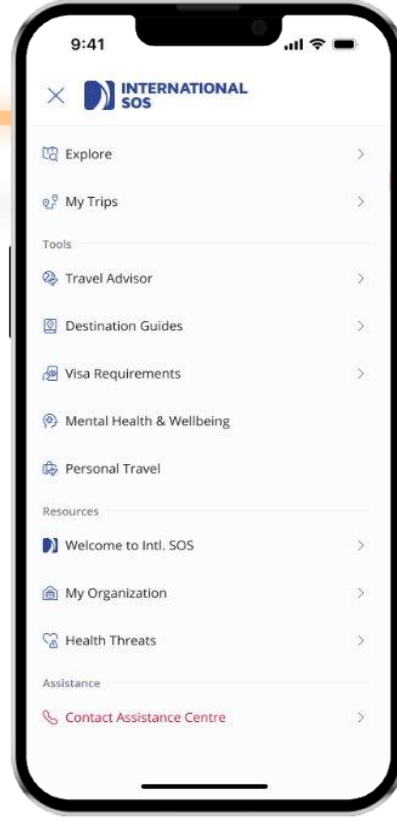 9:41
INTERNATIONAL
SOS
Explore
My Trips
Tools
Travel Advisor
Destination Guides
Visa Requirements
Mental Health & Wellbeing
Personal Travel
Resources
Welcome to Intl. SOS
My Organization
Health Threats
Assistance
Contact Assistance Centre